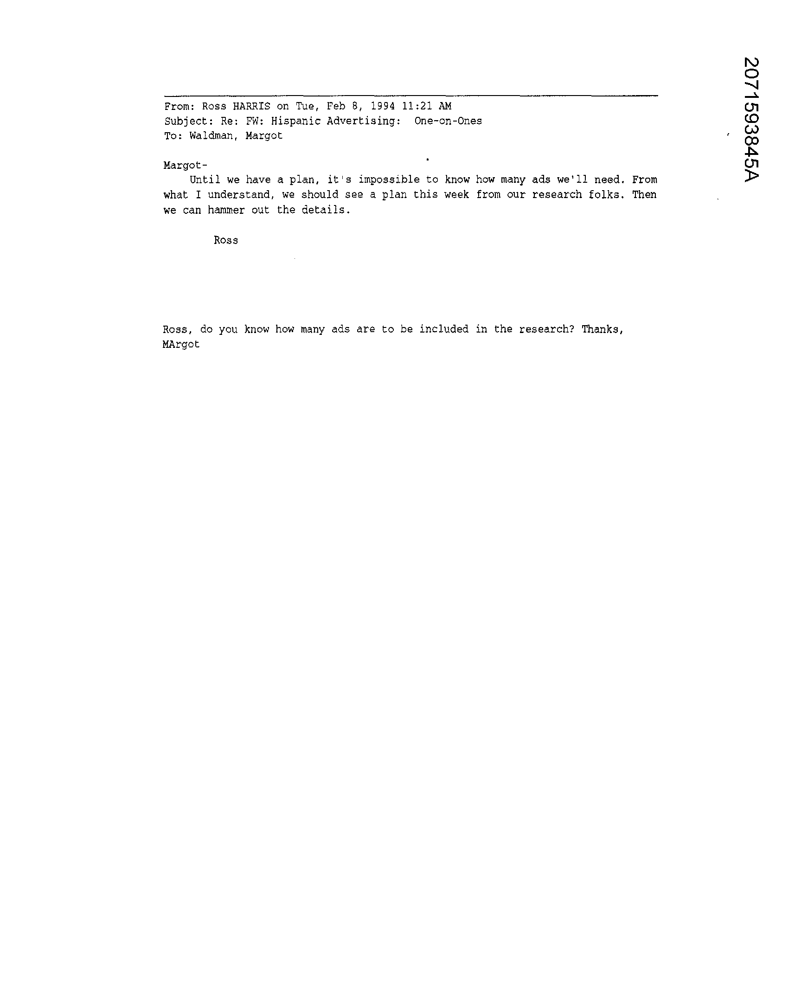 From: Ross HARRIS on Tue, Feb 8, 1994 11:21 AM
Subject: Re: FW: Hispanic Advertising:  One-on-Ones
To: Waldman, Margot
Margot-
Until we have a plan, it's impossible to know how many ads we'll need. From
what I understand, we should see a plan this week from our research folks. Then
we can hammer out the details.
Ross
Ross, do you know how many ads are to be included in the research? Thanks,
MArgot
2071593845A